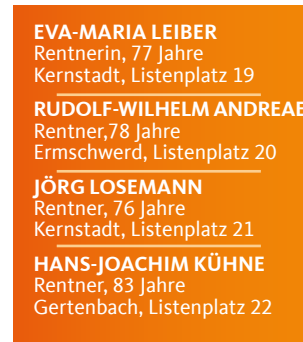 EVA-MARIA LEIBER
Rentnerin, 77 Jahre
Kernstadt, Listenplatz 19
RUDOLF-WILHELM ANDREAE
Rentner,78 Jahre
Ermschwerd, Listenplatz 20
JÖRG LOSEMANN
Rentner, 76 Jahre
Kernstadt, Listenplatz 21
HANS-JOACHIM KÜHNE
Rentner, 83 Jahre
Gertenbach, Listenplatz 22